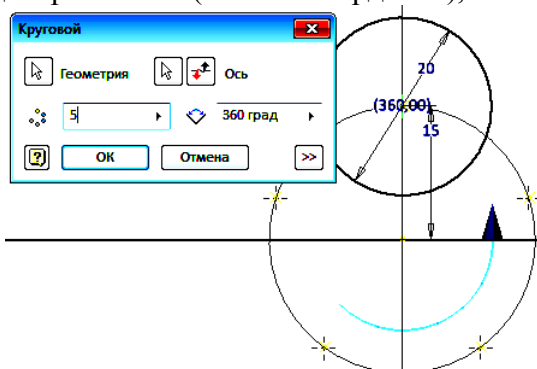 Круговой
Геометрия
Ось
5
360 град
ОК
Отмена
>>
20
(360,00)
15